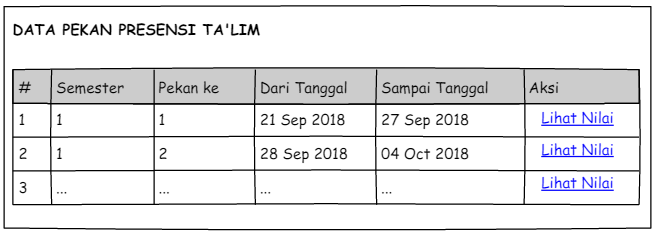 DATA PEKAN PRESENSI TA'LIM
# Semester Pekan ke Dari Tanggal Sampai Tanggal Aksi
1 1 1 21 Sep 2018 27 Sep 2018 Lihat Nilai
2 1 2 28 Sep 2018 04 Oct 2018 Lihat Nilai
3 ... ... ... ... Lihat Nilai